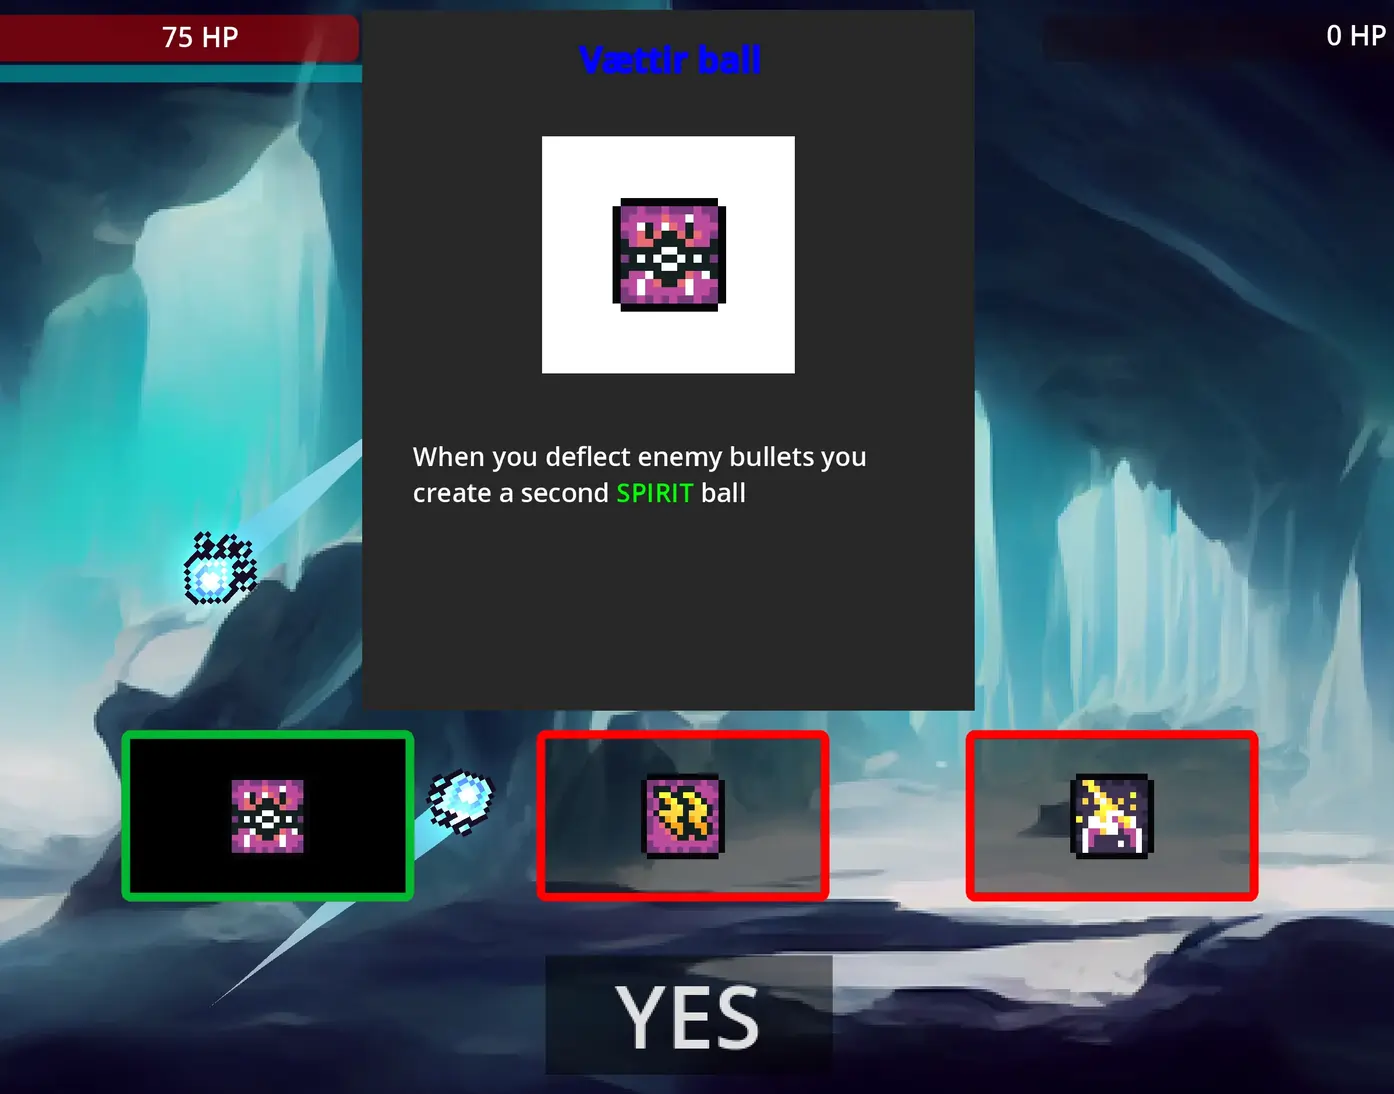 75 HP
0 HP
Vættir ball
When you deflect enemy bullets you
create a second SPIRIT ball
YES